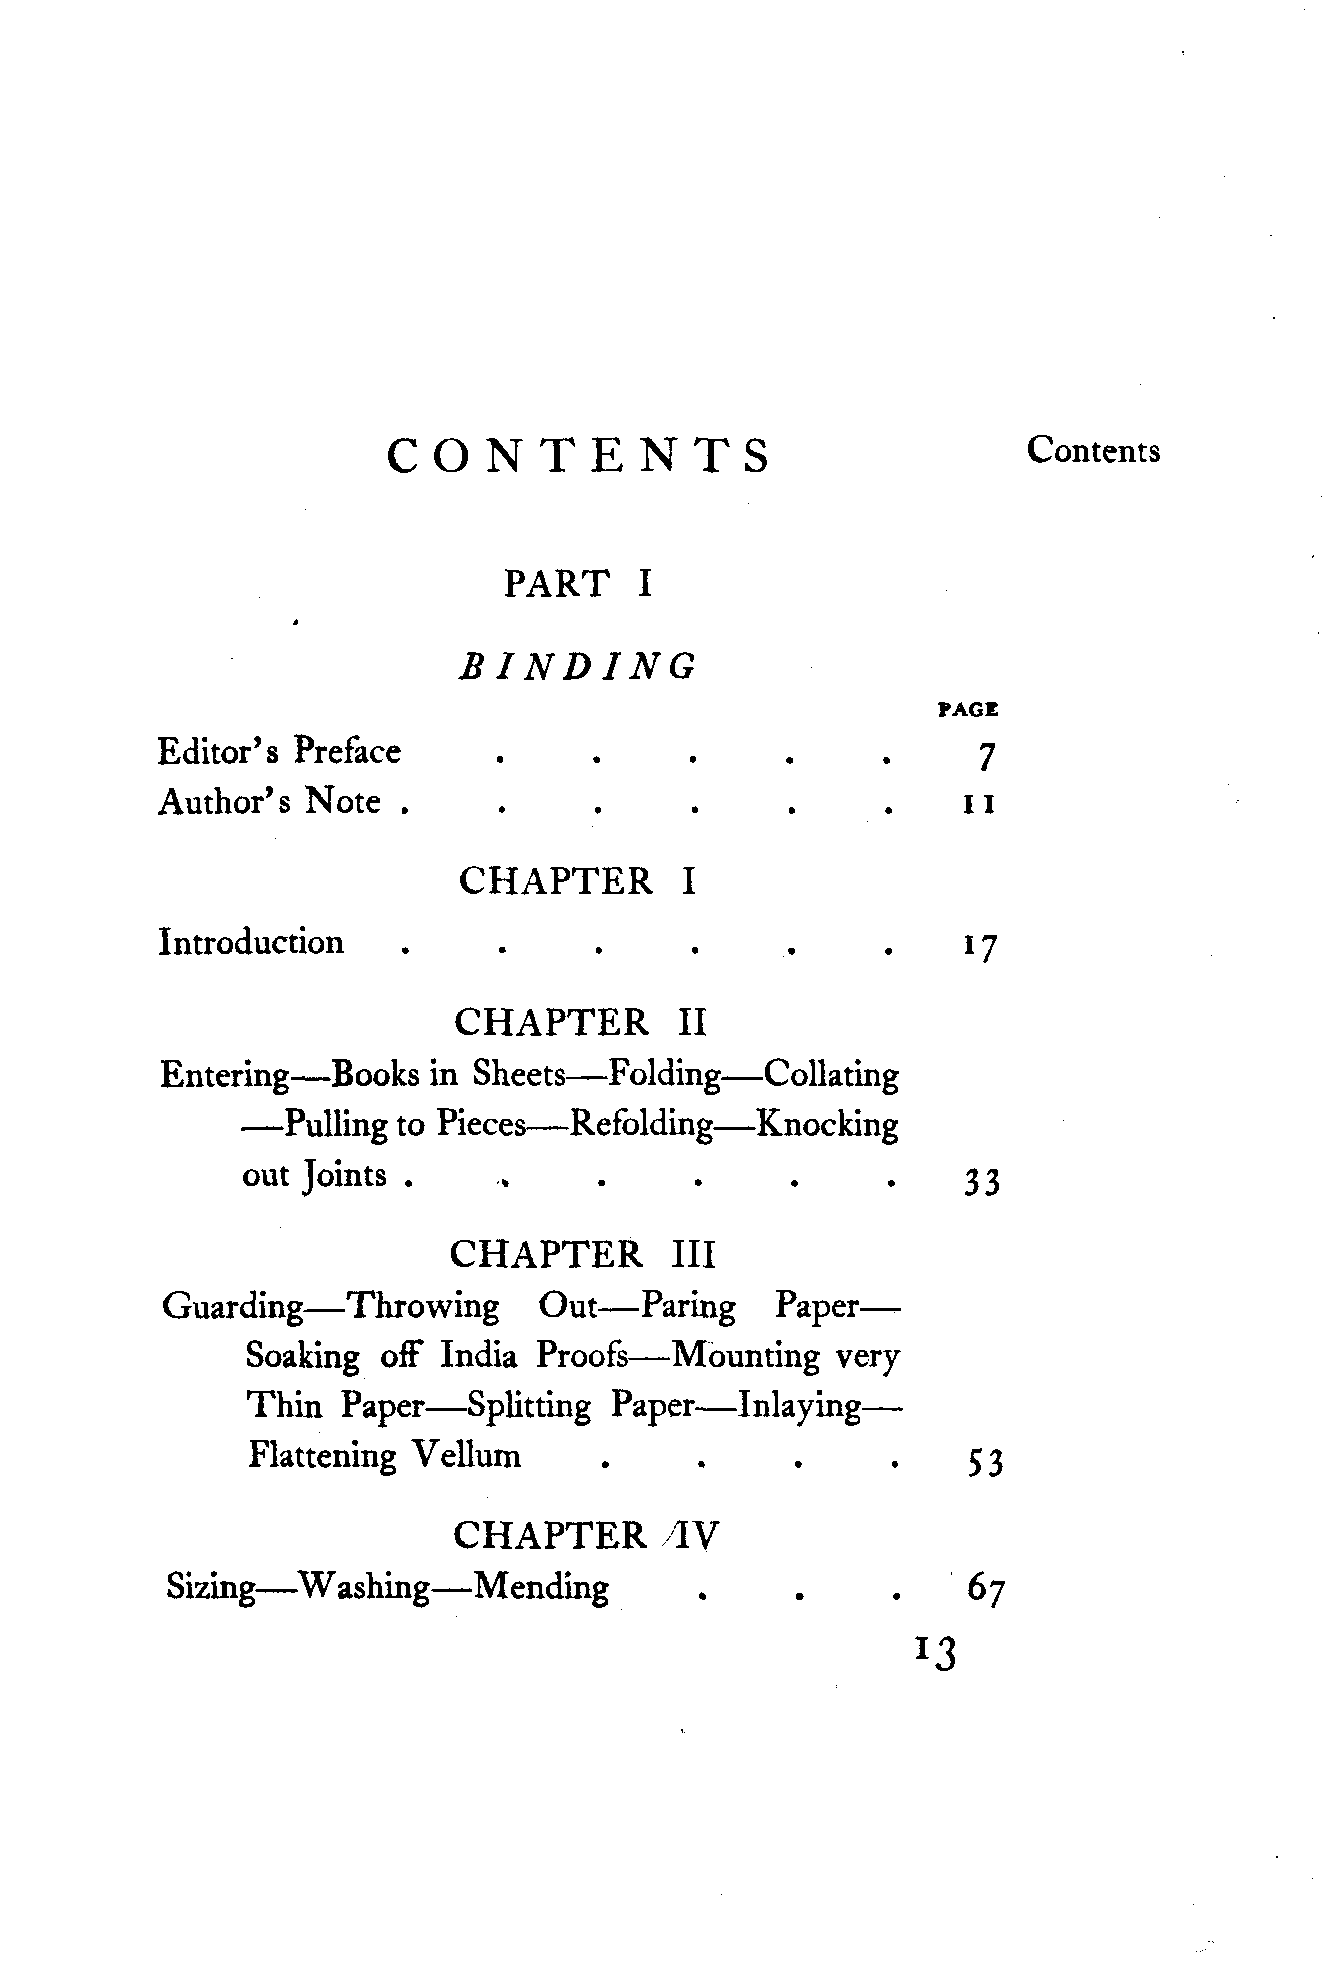 CONTENTS
Contents
PART I
BINDING
PAGE
Editor's Preface . . . . . 7
Author's Note . . . . . . 11
CHAPTER I
Introduction . . . . . . 17
CHAPTER II
Entering—Books in Sheets—Folding—Collating
—Pulling to Pieces—Refolding—Knocking
out Joints . . . . . . 33
CHAPTER III
Guarding—Throwing Out—Paring Paper—
Soaking off India Proofs—Mounting very
Thin Paper—Splitting Paper—Inlaying—
Flattening Vellum . . . . 53
CHAPTER IV
Sizing—Washing—Mending . . . 67
13